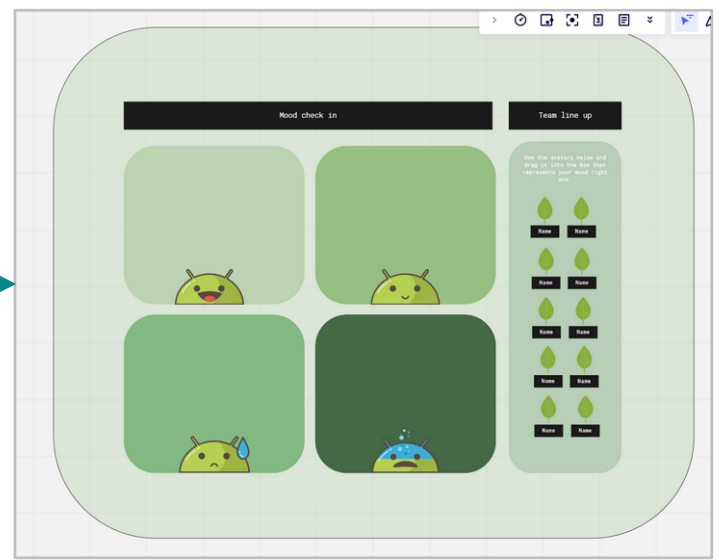 Mood check in
Team line up
Use the avatars below and
drag it into the box that
represents your mood right
now
Name Name
Name Name
Name Name
Name Name
Name Name